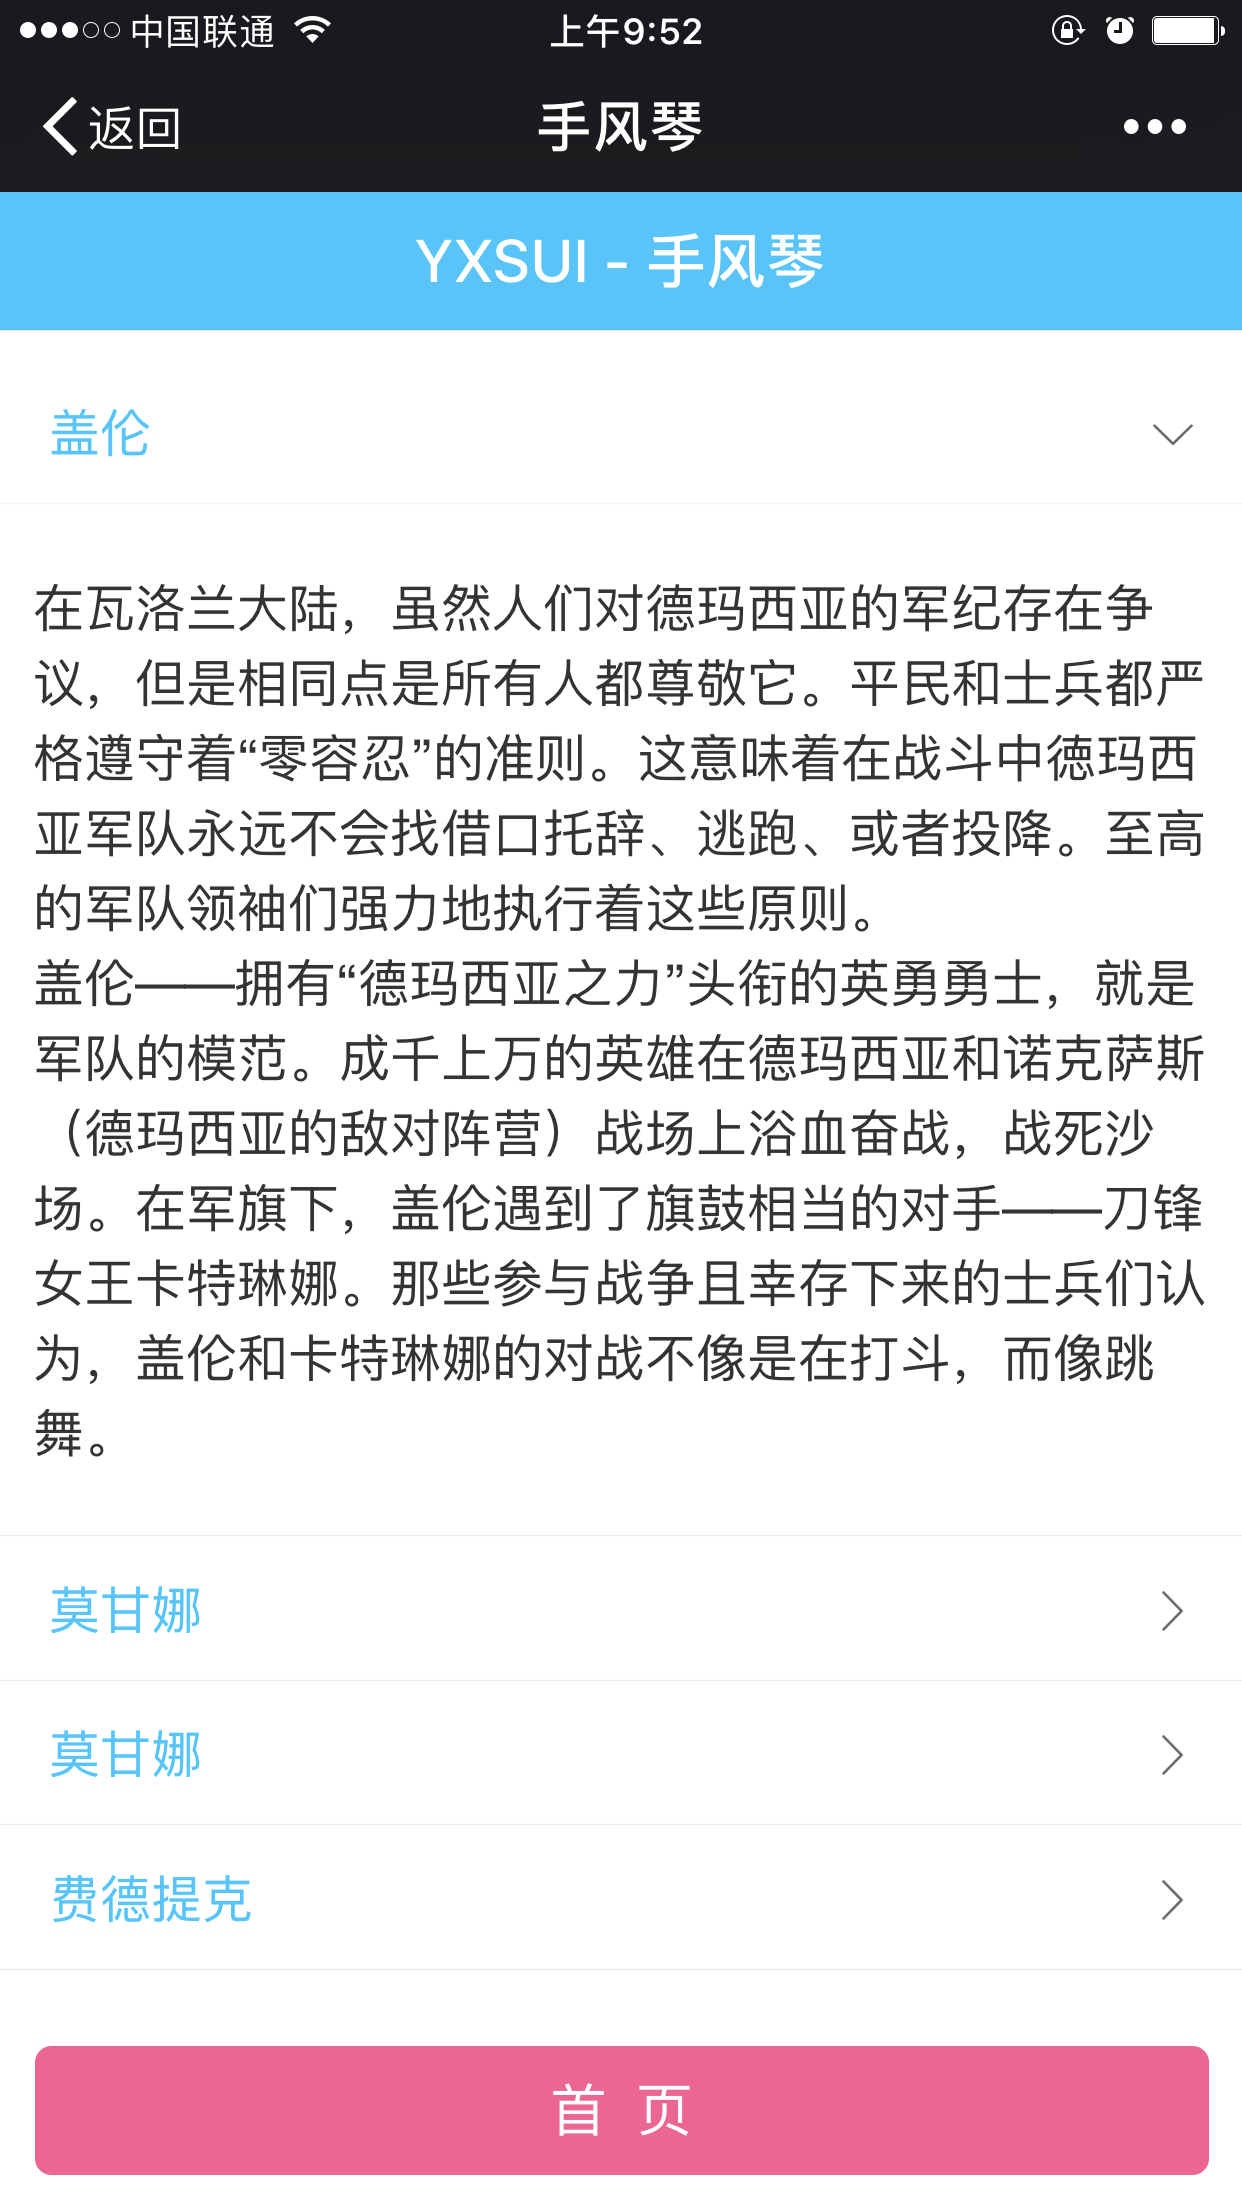 中国联通 上午9:52
返回 手风琴
YXSUI - 手风琴
盖伦
在瓦洛兰大陆，虽然人们对德玛西亚的军纪存在争
议，但是相同点是所有人都尊敬它。平民和士兵都严
格遵守着“零容忍”的准则。这意味着在战斗中德玛西
亚军队永远不会找借口托辞、逃跑、或者投降。至高
的军队领袖们强力地执行着这些原则。
盖伦——拥有“德玛西亚之力”头衔的英勇勇士，就是
军队的模范。成千上万的英雄在德玛西亚和诺克萨斯
（德玛西亚的敌对阵营）战场上浴血奋战，战死沙
场。在军旗下，盖伦遇到了旗鼓相当的对手——刀锋
女王卡特琳娜。那些参与战争且幸存下来的士兵们认
为，盖伦和卡特琳娜的对战不像是在打斗，而像跳
舞。
莫甘娜
莫甘娜
费德提克
首 页